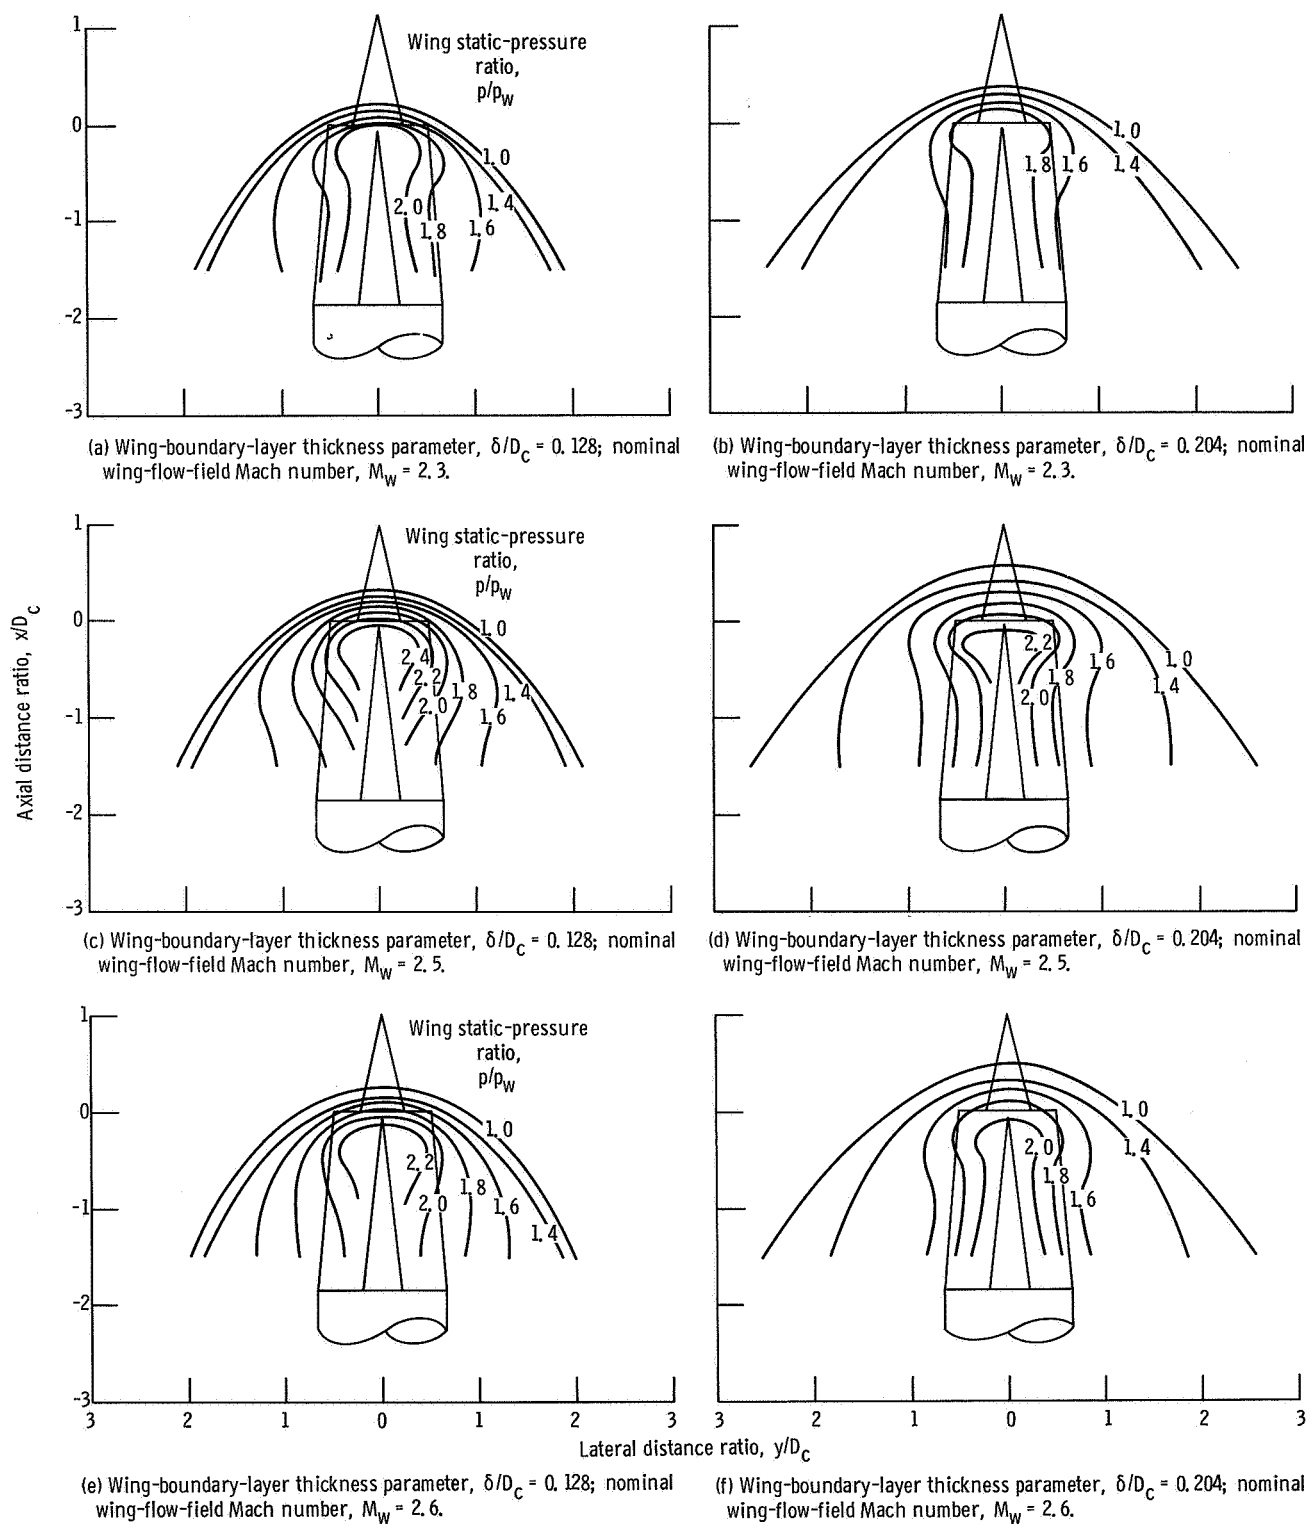 1
0
-1
-2
-3
Wing static-pressure
ratio,
p/p_w
1.0
1.4
1.6
1.8
2.0
1.0
1.4
1.6
1.8
(a) Wing-boundary-layer thickness parameter, δ/D_c = 0.128; nominal
wing-flow-field Mach number, M_w = 2.3.
(b) Wing-boundary-layer thickness parameter, δ/D_c = 0.204; nominal
wing-flow-field Mach number, M_w = 2.3.
Axial distance ratio, x/D_c
1
0
-1
-2
-3
Wing static-pressure
ratio,
p/p_w
1.0
2.4
2.2
1.8
1.4
2.0
1.6
2.2
1.6
1.0
1.8
1.4
2.0
(c) Wing-boundary-layer thickness parameter, δ/D_c = 0.128; nominal
wing-flow-field Mach number, M_w = 2.5.
(d) Wing-boundary-layer thickness parameter, δ/D_c = 0.204; nominal
wing-flow-field Mach number, M_w = 2.5.
1
0
-1
-2
-3
Wing static-pressure
ratio,
p/p_w
1.0
2.2
1.8
2.0
1.6
1.4
1.0
2.0
1.4
1.8
1.6
3 2 1 0 1 2 3
3 2 1 0 1 2 3
Lateral distance ratio, y/D_c
(e) Wing-boundary-layer thickness parameter, δ/D_c = 0.128; nominal
wing-flow-field Mach number, M_w = 2.6.
(f) Wing-boundary-layer thickness parameter, δ/D_c = 0.204; nominal
wing-flow-field Mach number, M_w = 2.6.